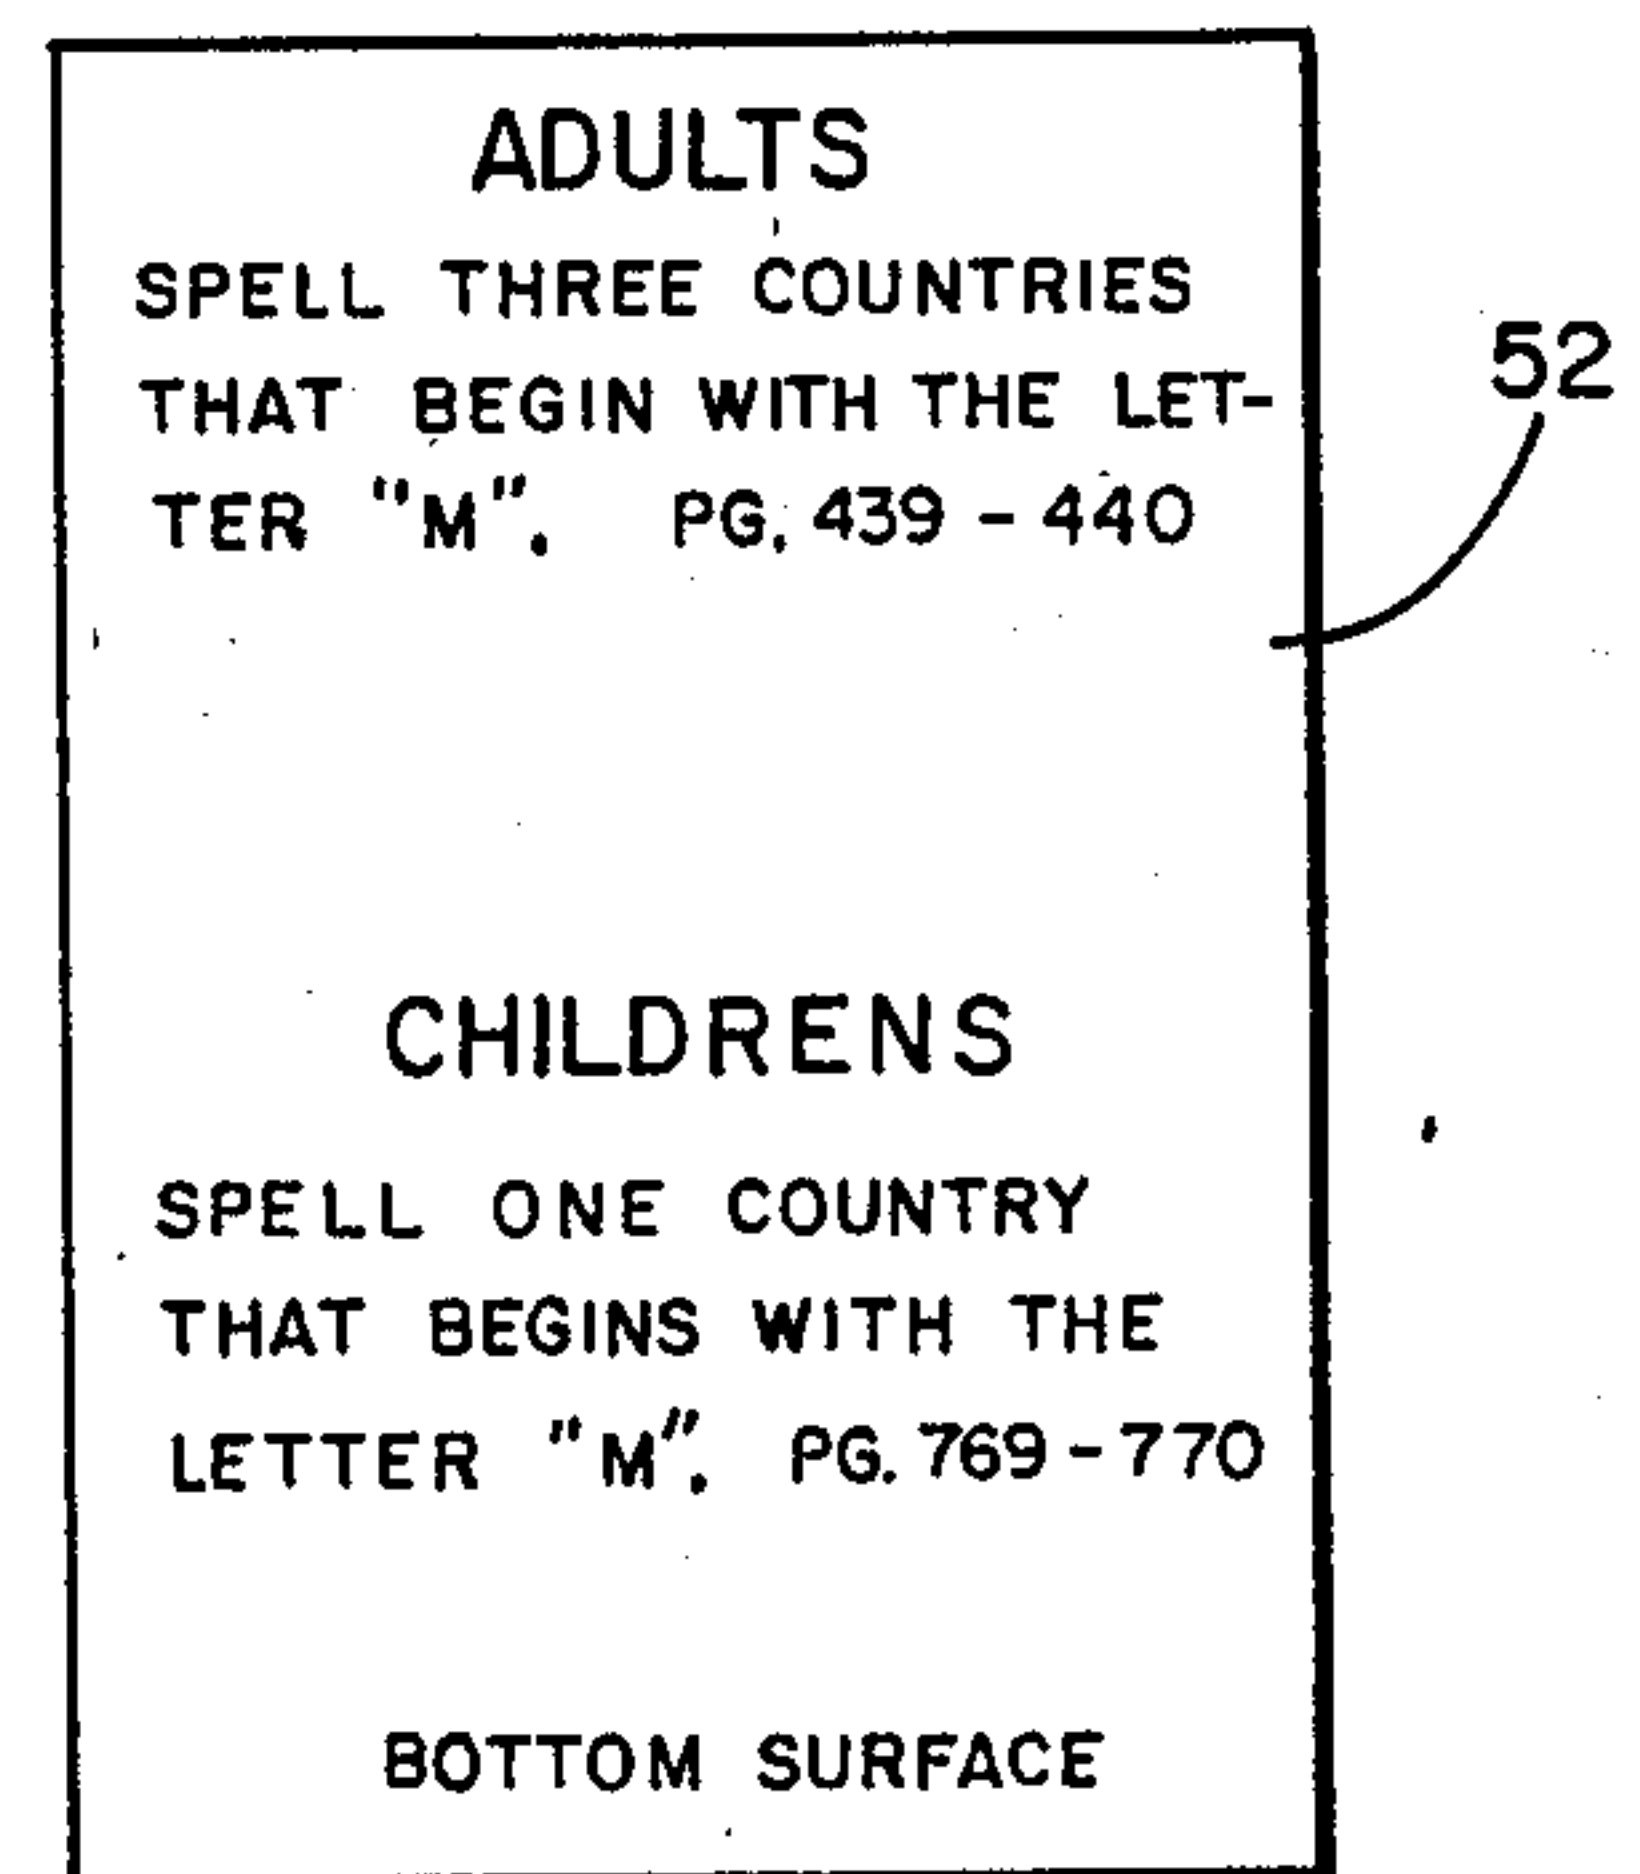 ADULTS
SPELL THREE COUNTRIES
THAT BEGIN WITH THE LET-
TER "M". PG. 439 - 440
52
CHILDRENS
SPELL ONE COUNTRY
THAT BEGINS WITH THE
LETTER "M". PG. 769 - 770
BOTTOM SURFACE